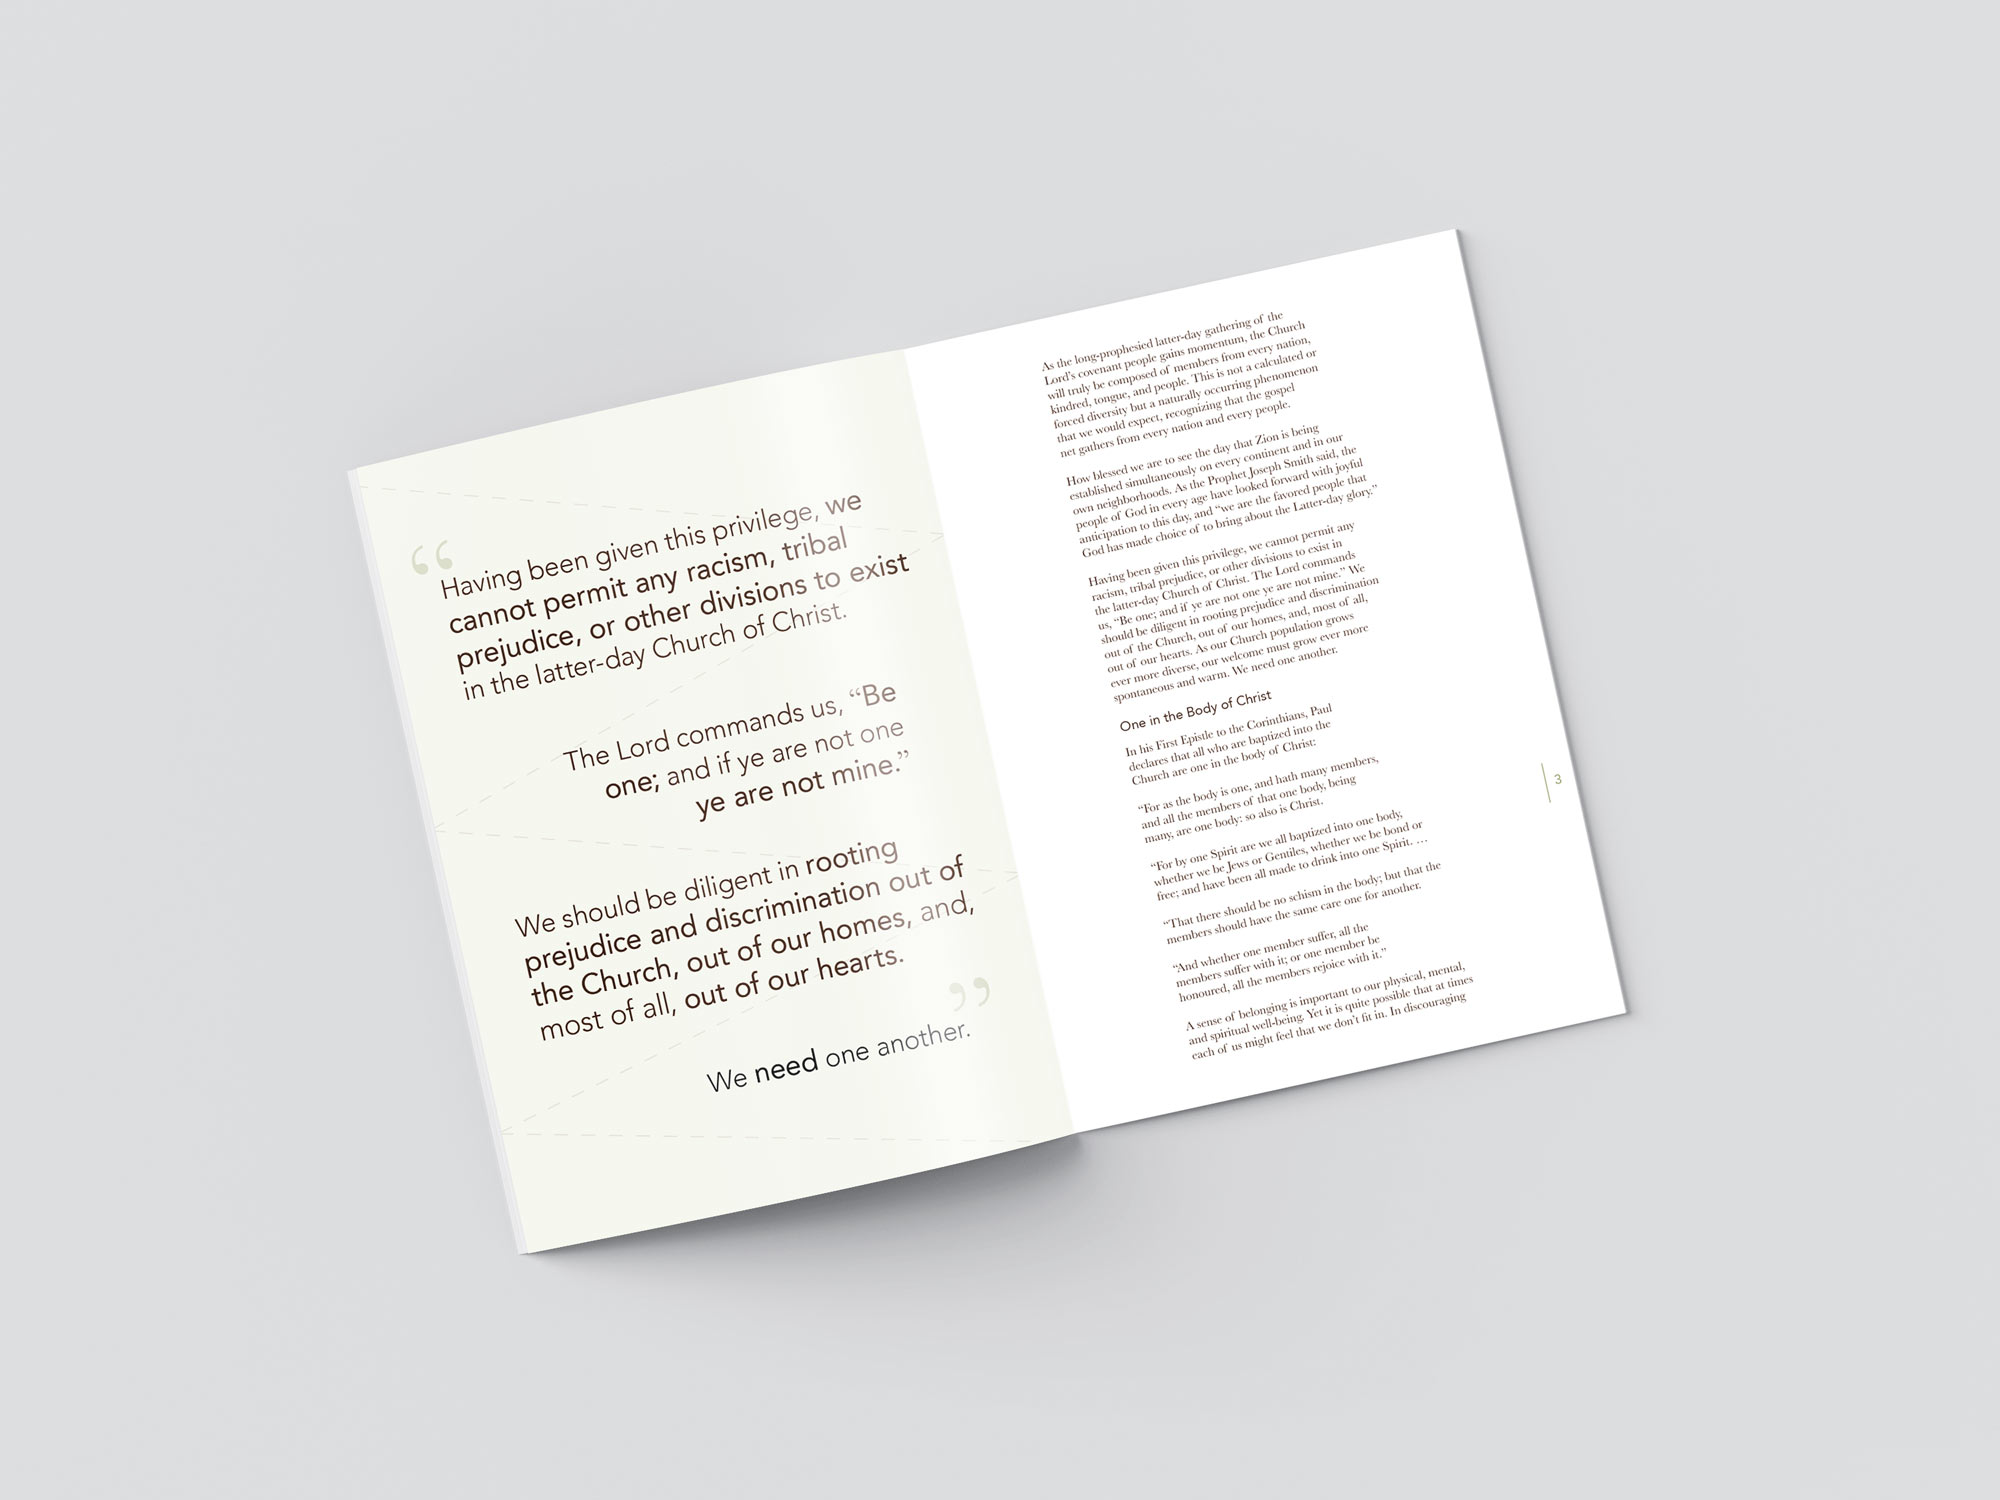 “
Having been given this privilege, we
cannot permit any racism, tribal
prejudice, or other divisions to exist
in the latter-day Church of Christ.
The Lord commands us, “Be
one; and if ye are not one
ye are not mine.”
We should be diligent in rooting
prejudice and discrimination out of
the Church, out of our homes, and,
most of all, out of our hearts.
”
We need one another.
As the long-prophesied latter-day gathering of the
Lord’s covenant people gains momentum, the Church
will truly be composed of members from every nation,
kindred, tongue, and people. This is not a calculated or
forced diversity but a naturally occurring phenomenon
that we would expect, recognizing that the gospel
net gathers from every nation and every people.
How blessed we are to see the day that Zion is being
established simultaneously on every continent and in our
own neighborhoods. As the Prophet Joseph Smith said, the
people of God in every age have looked forward with joyful
anticipation to this day, and “we are the favored people that
God has made choice of to bring about the Latter-day glory.”
Having been given this privilege, we cannot permit any
racism, tribal prejudice, or other divisions to exist in
the latter-day Church of Christ. The Lord commands
us, “Be one; and if ye are not one ye are not mine.” We
should be diligent in rooting prejudice and discrimination
out of the Church, out of our homes, and, most of all,
out of our hearts. As our Church population grows
ever more diverse, our welcome must grow ever more
spontaneous and warm. We need one another.
One in the Body of Christ
In his First Epistle to the Corinthians, Paul
declares that all who are baptized into the
Church are one in the body of Christ:
“For as the body is one, and hath many members,
and all the members of that one body, being
many, are one body: so also is Christ.
“For by one Spirit are we all baptized into one body,
whether we be Jews or Gentiles, whether we be bond or
free; and have been all made to drink into one Spirit. …
“That there should be no schism in the body; but that the
members should have the same care one for another.
“And whether one member suffer, all the
members suffer with it; or one member be
honoured, all the members rejoice with it.”
A sense of belonging is important to our physical, mental,
and spiritual well-being. Yet it is quite possible that at times
each of us might feel that we don’t fit in. In discouraging
3